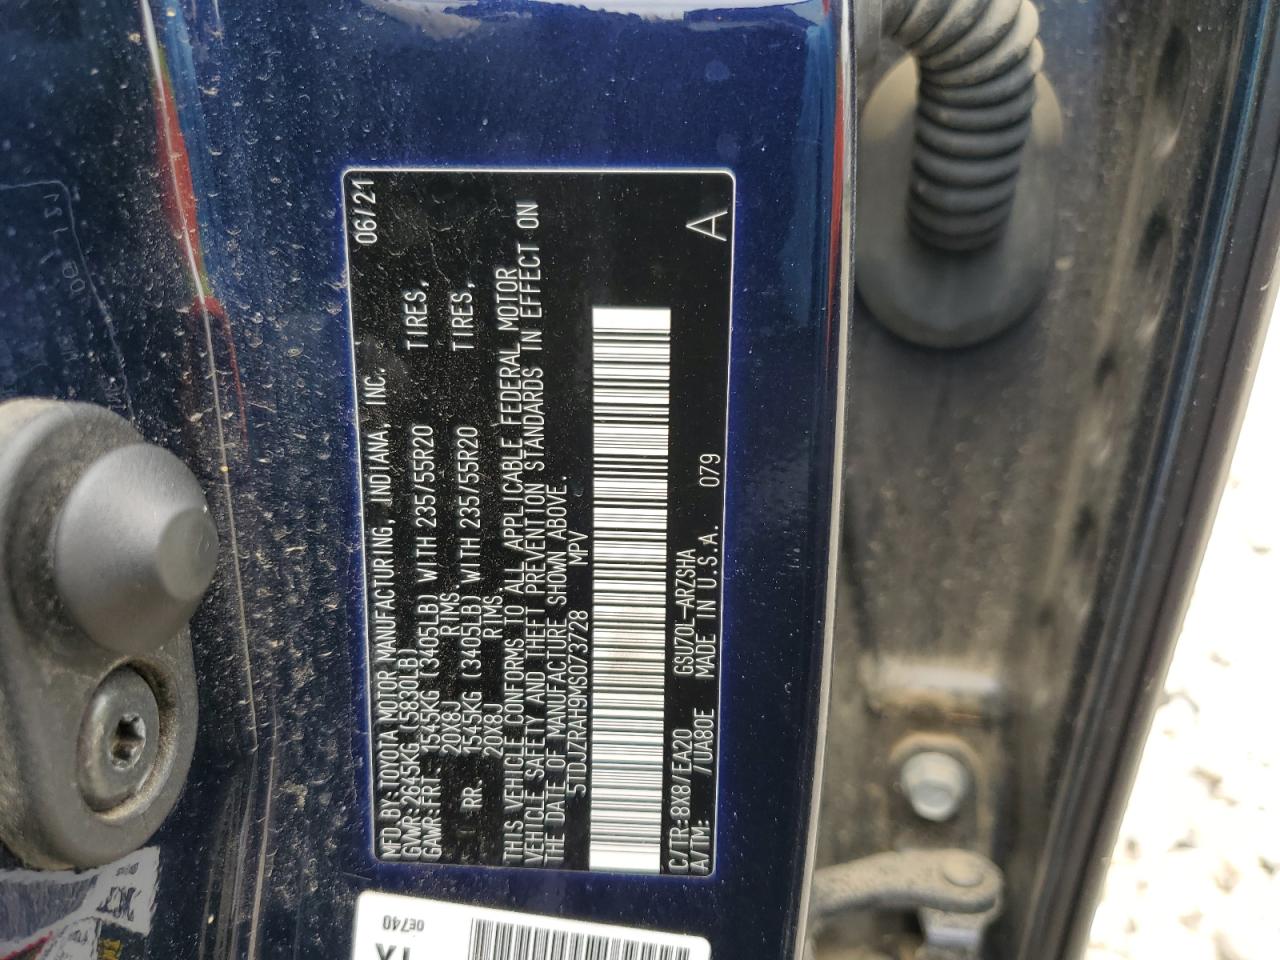 MFD.BY:TOYOTA MOTOR MANUFACTURING, INDIANA, INC. 06/21
GVWR:2645KG (5830LB)
GAWR:FRT. 1545KG (3405LB) WITH 235/55R20 TIRES,
20X8J RIMS.
RR. 1545KG (3405LB) WITH 235/55R20 TIRES,
20X8J RIMS.
THIS VEHICLE CONFORMS TO ALL APPLICABLE FEDERAL MOTOR
VEHICLE SAFETY AND THEFT PREVENTION STANDARDS IN EFFECT ON
THE DATE OF MANUFACTURE SHOWN ABOVE.
5TDJZRAH9MS073728 MPV
C/TR:8X8/EA20 GSU70L-ARZSHA
A/TM: /UA80E MADE IN U.S.A. 079 A
0E740